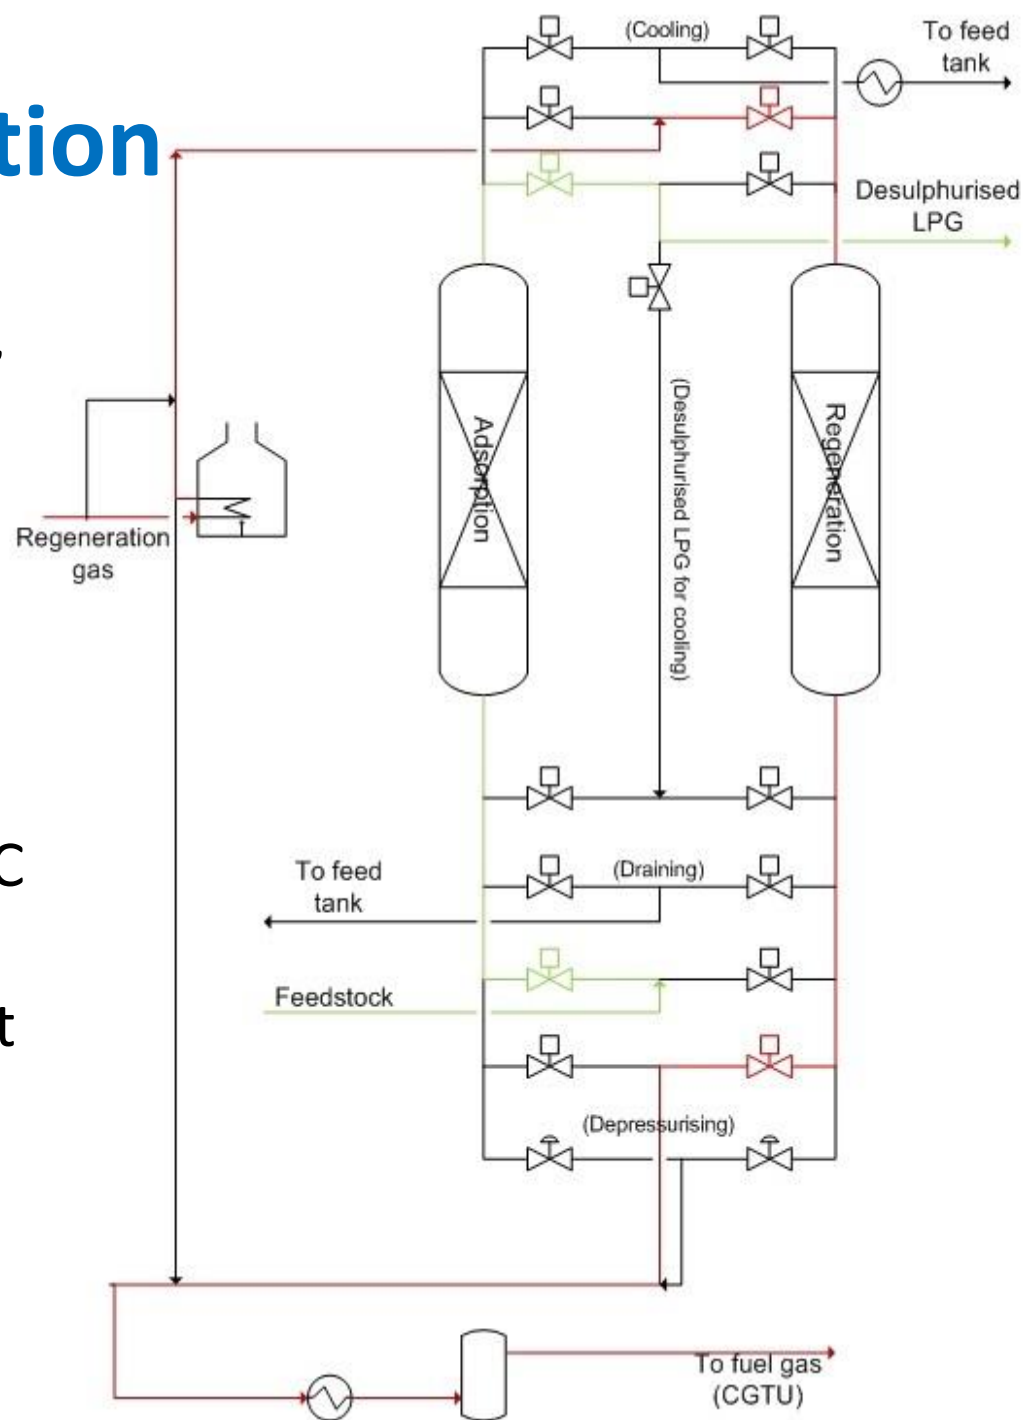 (Cooling)
To feed
tank
tion
Desulphurised
LPG
,
Adsorption
(Desulphurised LPG for cooling)
Regeneration
Regeneration
gas
C
To feed
tank
(Draining)
Feedstock
t
(Depressurising)
To fuel gas
(CGTU)